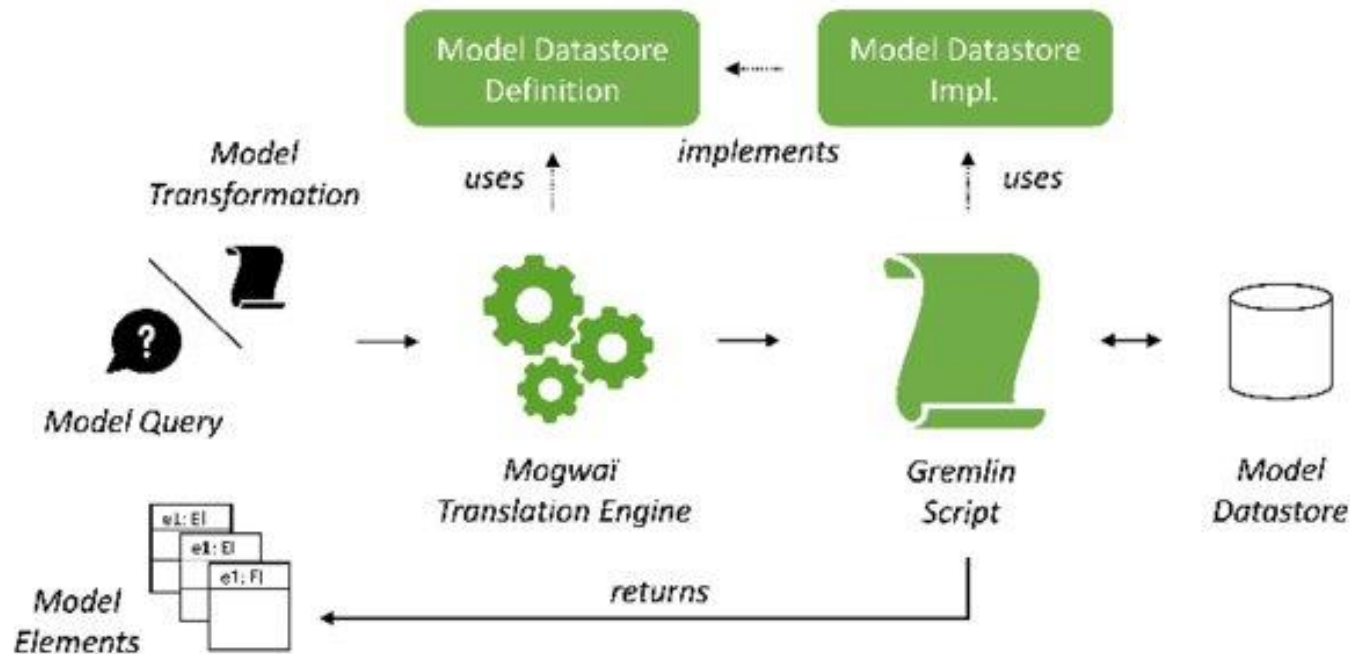 Model Datastore
Definition
Model Datastore
Impl.
implements
Model
Transformation
uses
uses
?
Model Query
Mogwaï
Translation Engine
Gremlin
Script
Model
Datastore
e1: El
e1: El
e1: El
returns
Model
Elements